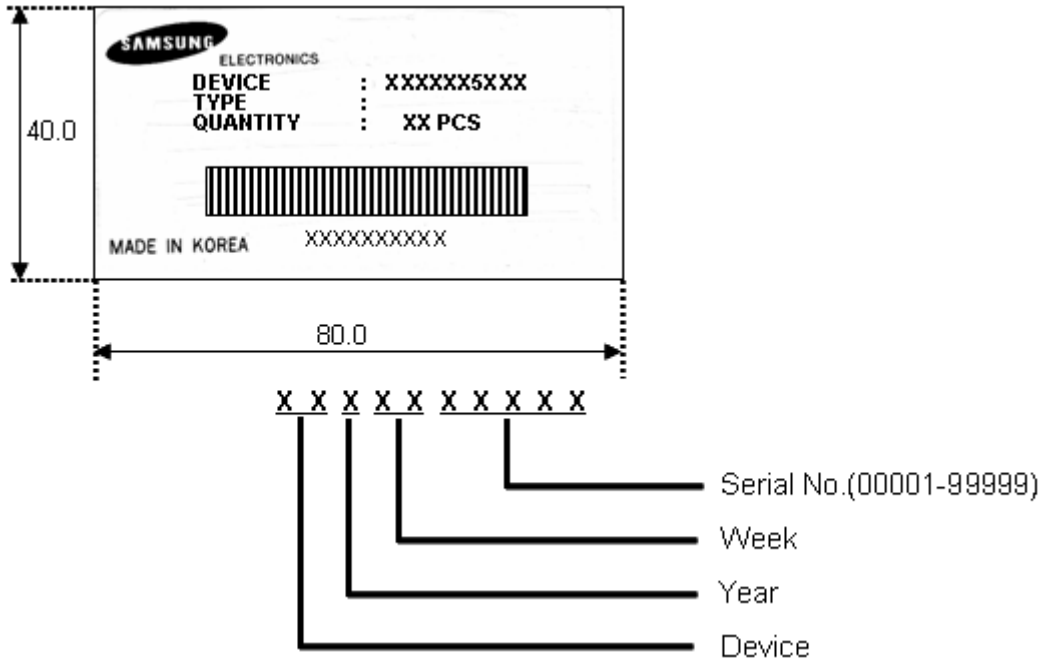 SAMSUNG
ELECTRONICS
DEVICE : XXXXXX5XXX
TYPE :
QUANTITY : XX PCS
40.0
MADE IN KOREA XXXXXXXXXX
80.0
X X X X X X X X X X
Serial No.(00001-99999)
Week
Year
Device